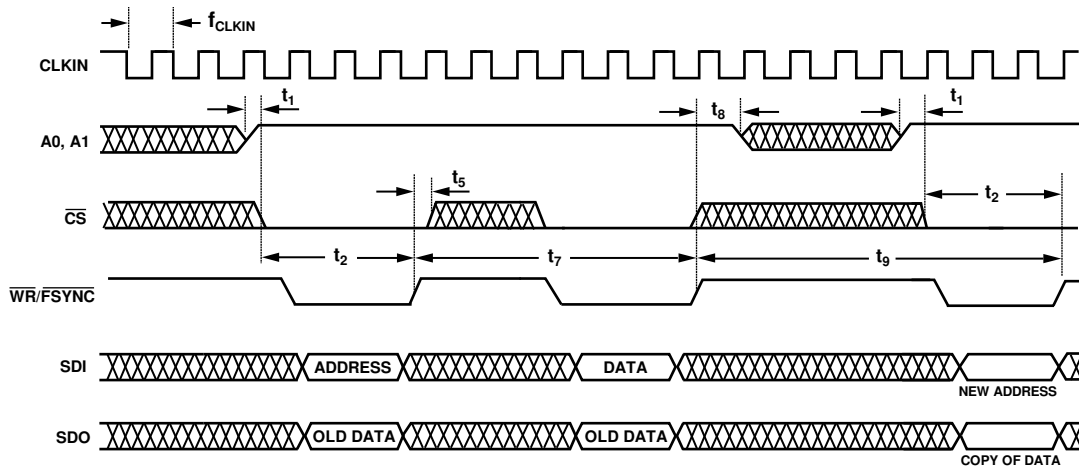 fCLKIN
CLKIN
t1
t8
t1
A0, A1
t5
t2
CS
t2
t7
t9
WR/FSYNC
SDI
ADDRESS
DATA
NEW ADDRESS
SDO
OLD DATA
OLD DATA
COPY OF DATA